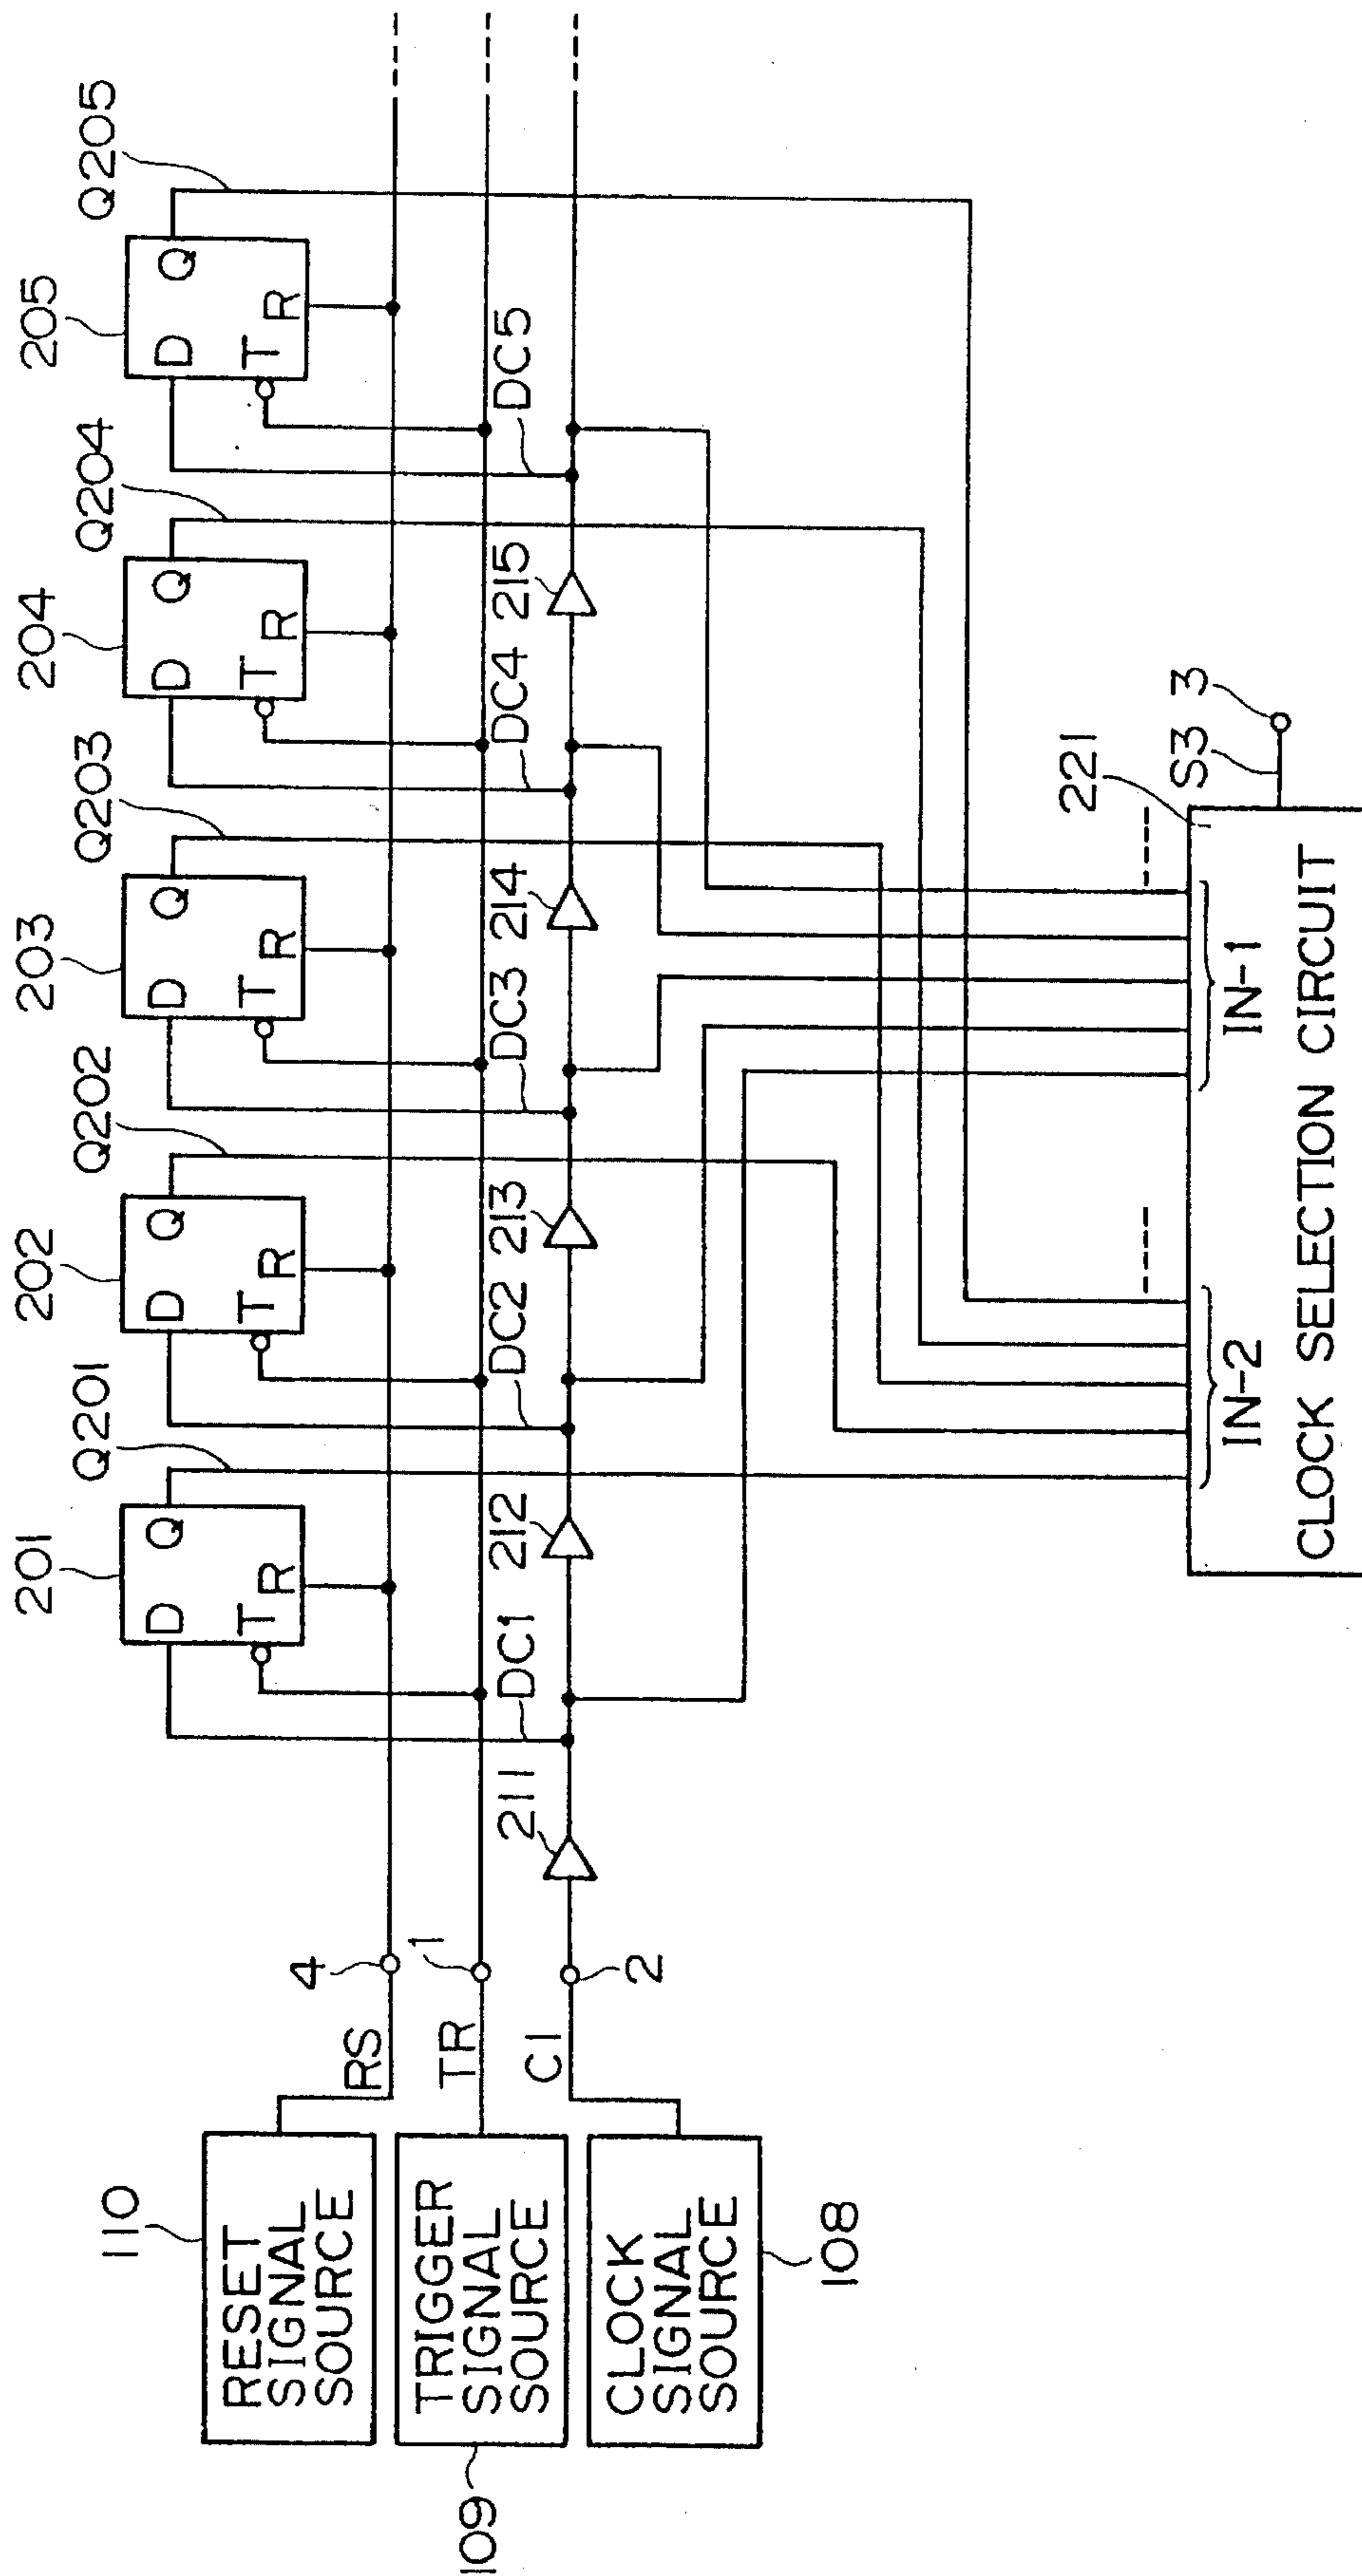 201
202
203
204
205
Q201
Q202
Q203
Q204
Q205
D
Q
T
R
D
Q
T
R
D
Q
T
R
D
Q
T
R
D
Q
T
R
110
RESET
SIGNAL
SOURCE
RS
4
109
TRIGGER
SIGNAL
SOURCE
TR
1
CLOCK
SIGNAL
SOURCE
108
C1
2
211
DC1
212
DC2
213
DC3
214
DC4
215
DC5
IN-2
IN-1
221
S3
3
CLOCK SELECTION CIRCUIT